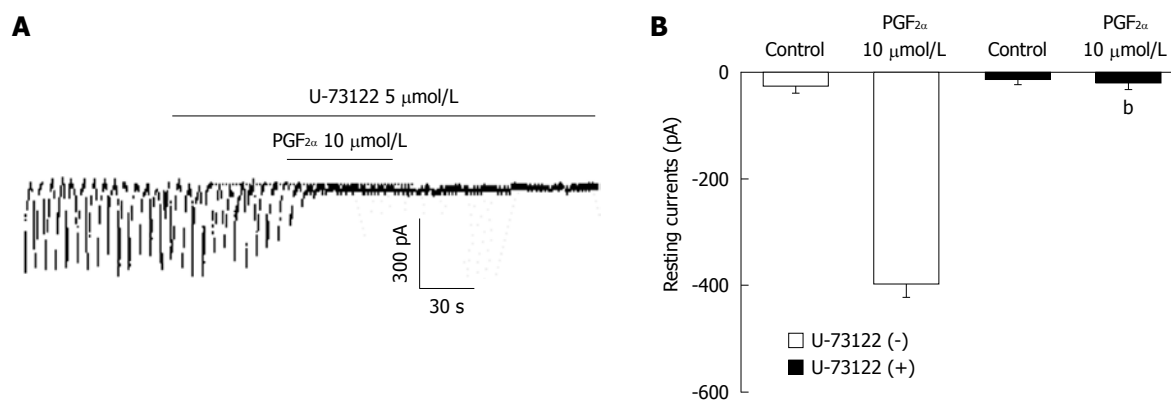 A
U-73122 5 μmol/L
PGF₂α 10 μmol/L
300 pA
30 s
B
PGF₂α
PGF₂α
Control
10 μmol/L
Control
10 μmol/L
0
-200
-400
-600
Resting currents (pA)
b
U-73122 (-)
U-73122 (+)